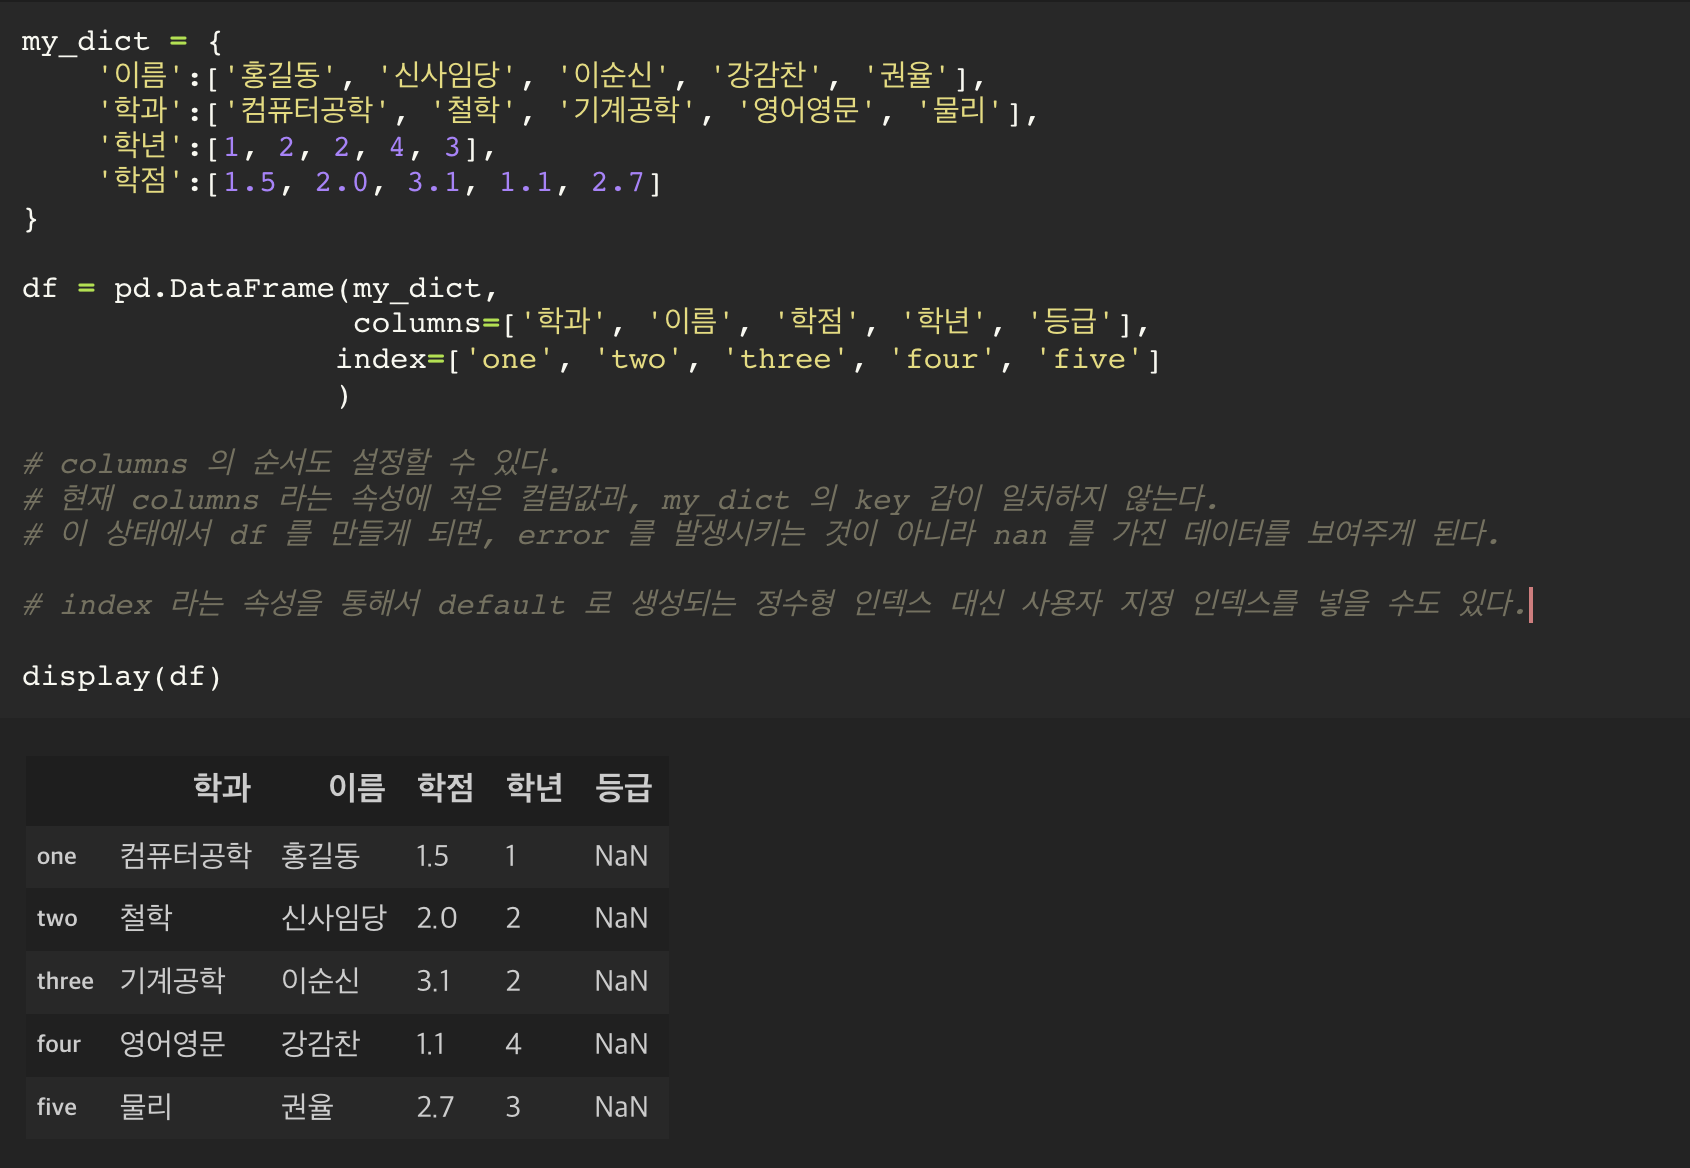 my_dict = {
'이름':['홍길동', '신사임당', '이순신', '강감찬', '권율'],
'학과':['컴퓨터공학', '철학', '기계공학', '영어영문', '물리'],
'학년':[1, 2, 2, 4, 3],
'학점':[1.5, 2.0, 3.1, 1.1, 2.7]
}
df = pd.DataFrame(my_dict,
columns=['학과', '이름', '학점', '학년', '등급'],
index=['one', 'two', 'three', 'four', 'five']
)
# columns 의 순서도 설정할 수 있다.
# 현재 columns 라는 속성에 적은 컬럼값과, my_dict 의 key 갑이 일치하지 않는다.
# 이 상태에서 df 를 만들게 되면, error 를 발생시키는 것이 아니라 nan 를 가진 데이터를 보여주게 된다.
# index 라는 속성을 통해서 default 로 생성되는 정수형 인덱스 대신 사용자 지정 인덱스를 넣을 수도 있다.
display(df)
학과 이름 학점 학년 등급
one 컴퓨터공학 홍길동 1.5 1 NaN
two 철학 신사임당 2.0 2 NaN
three 기계공학 이순신 3.1 2 NaN
four 영어영문 강감찬 1.1 4 NaN
five 물리 권율 2.7 3 NaN